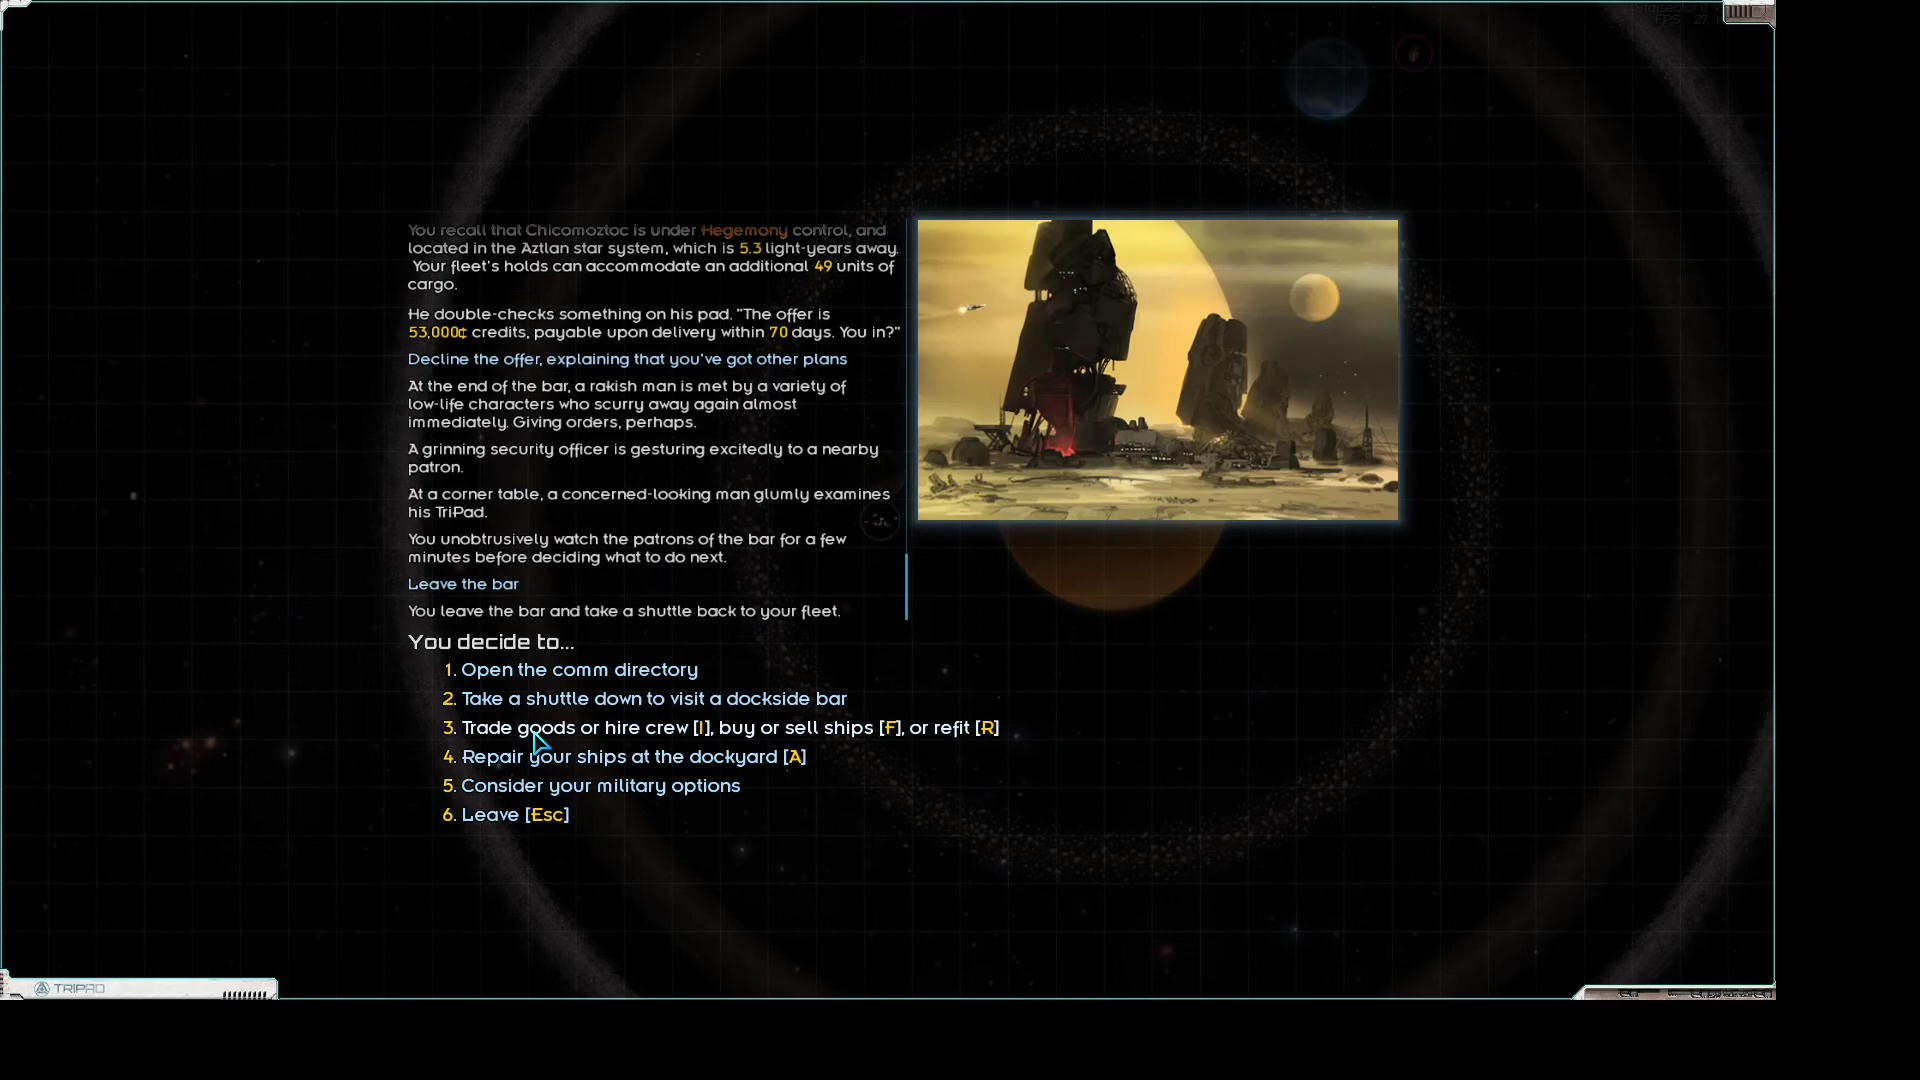 FPS 27.
You recall that Chicomoztoc is under Hegemony control, and
located in the Aztlan star system, which is 5.3 light-years away.
Your fleet's holds can accommodate an additional 49 units of
cargo.
He double-checks something on his pad. "The offer is
53,000¢ credits, payable upon delivery within 70 days. You in?"
Decline the offer, explaining that you've got other plans
At the end of the bar, a rakish man is met by a variety of
low-life characters who scurry away again almost
immediately. Giving orders, perhaps.
A grinning security officer is gesturing excitedly to a nearby
patron.
At a corner table, a concerned-looking man glumly examines
his TriPad.
You unobtrusively watch the patrons of the bar for a few
minutes before deciding what to do next.
Leave the bar
You leave the bar and take a shuttle back to your fleet.
You decide to...
1. Open the comm directory
2. Take a shuttle down to visit a dockside bar
3. Trade goods or hire crew [I], buy or sell ships [F], or refit [R]
4. Repair your ships at the dockyard [A]
5. Consider your military options
6. Leave [Esc]
TRIPAD